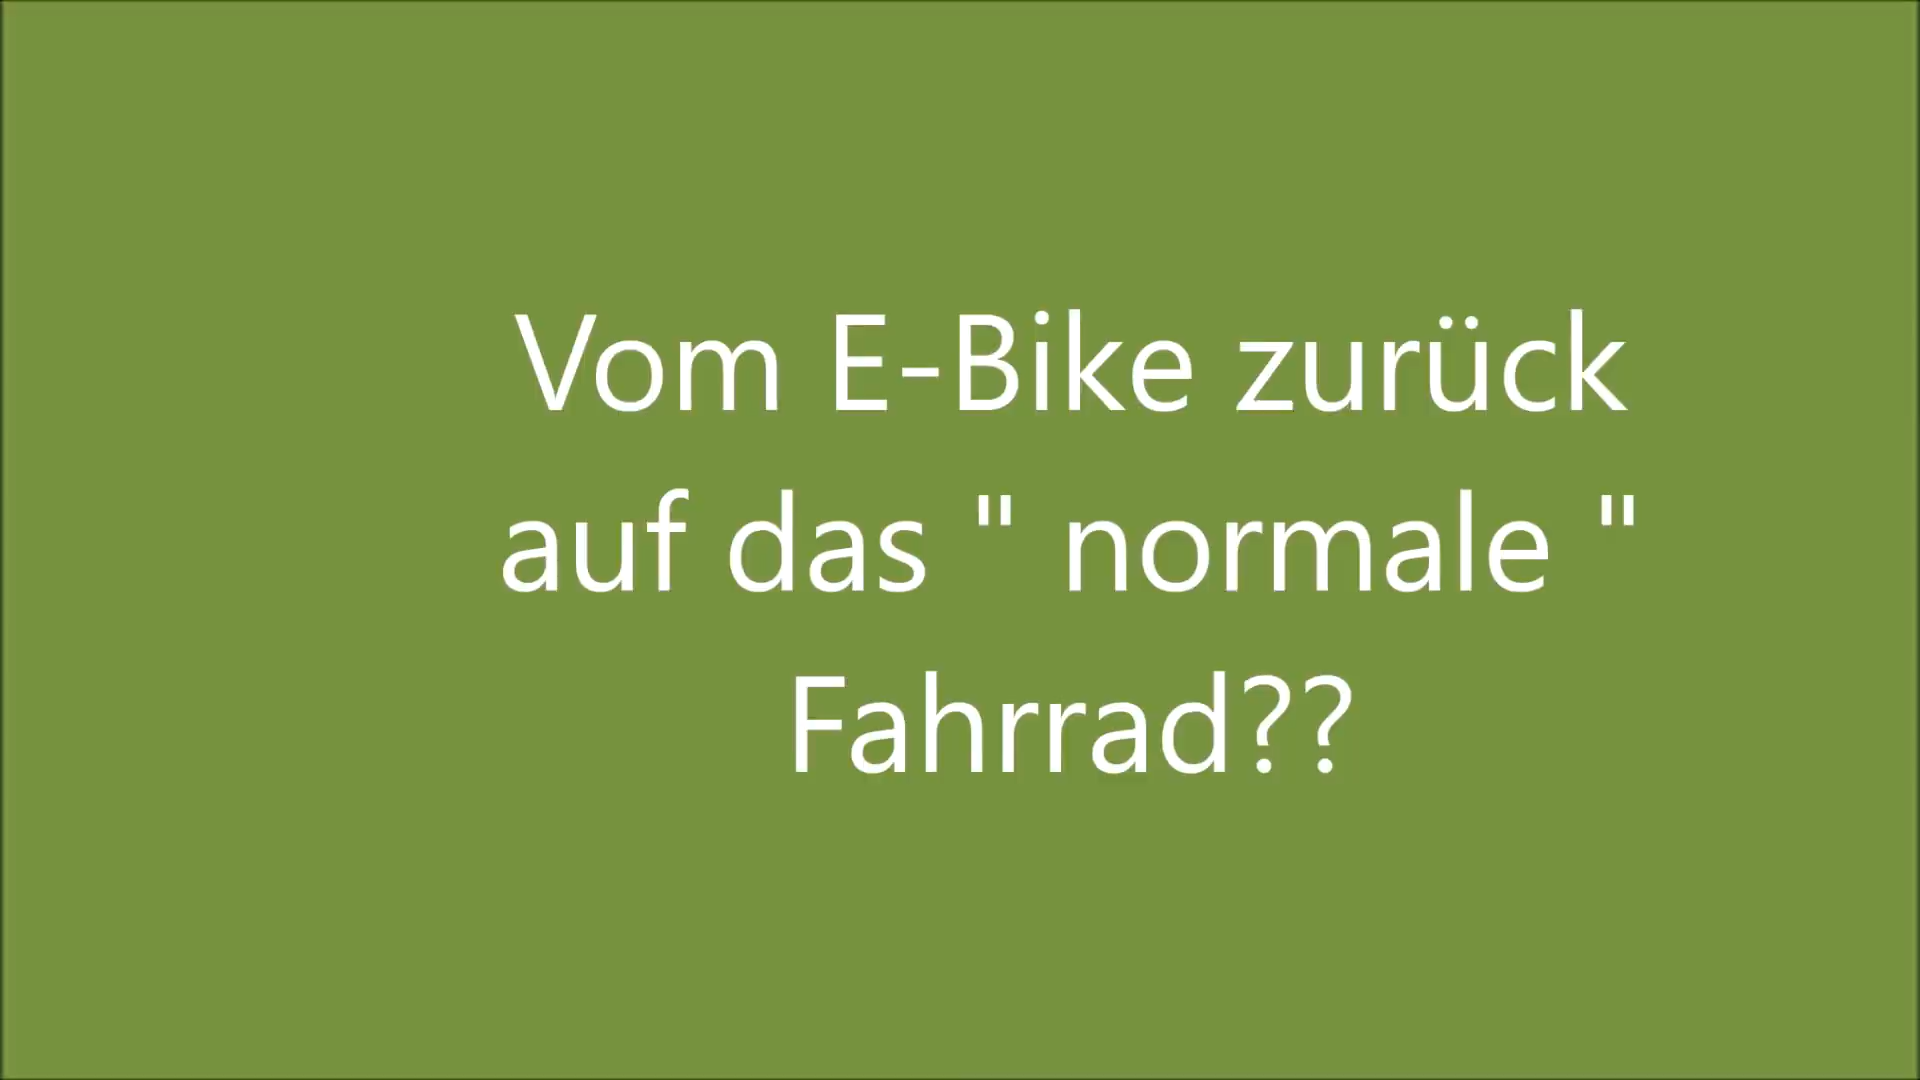 Vom E-Bike zurück
auf das " normale "
Fahrrad??